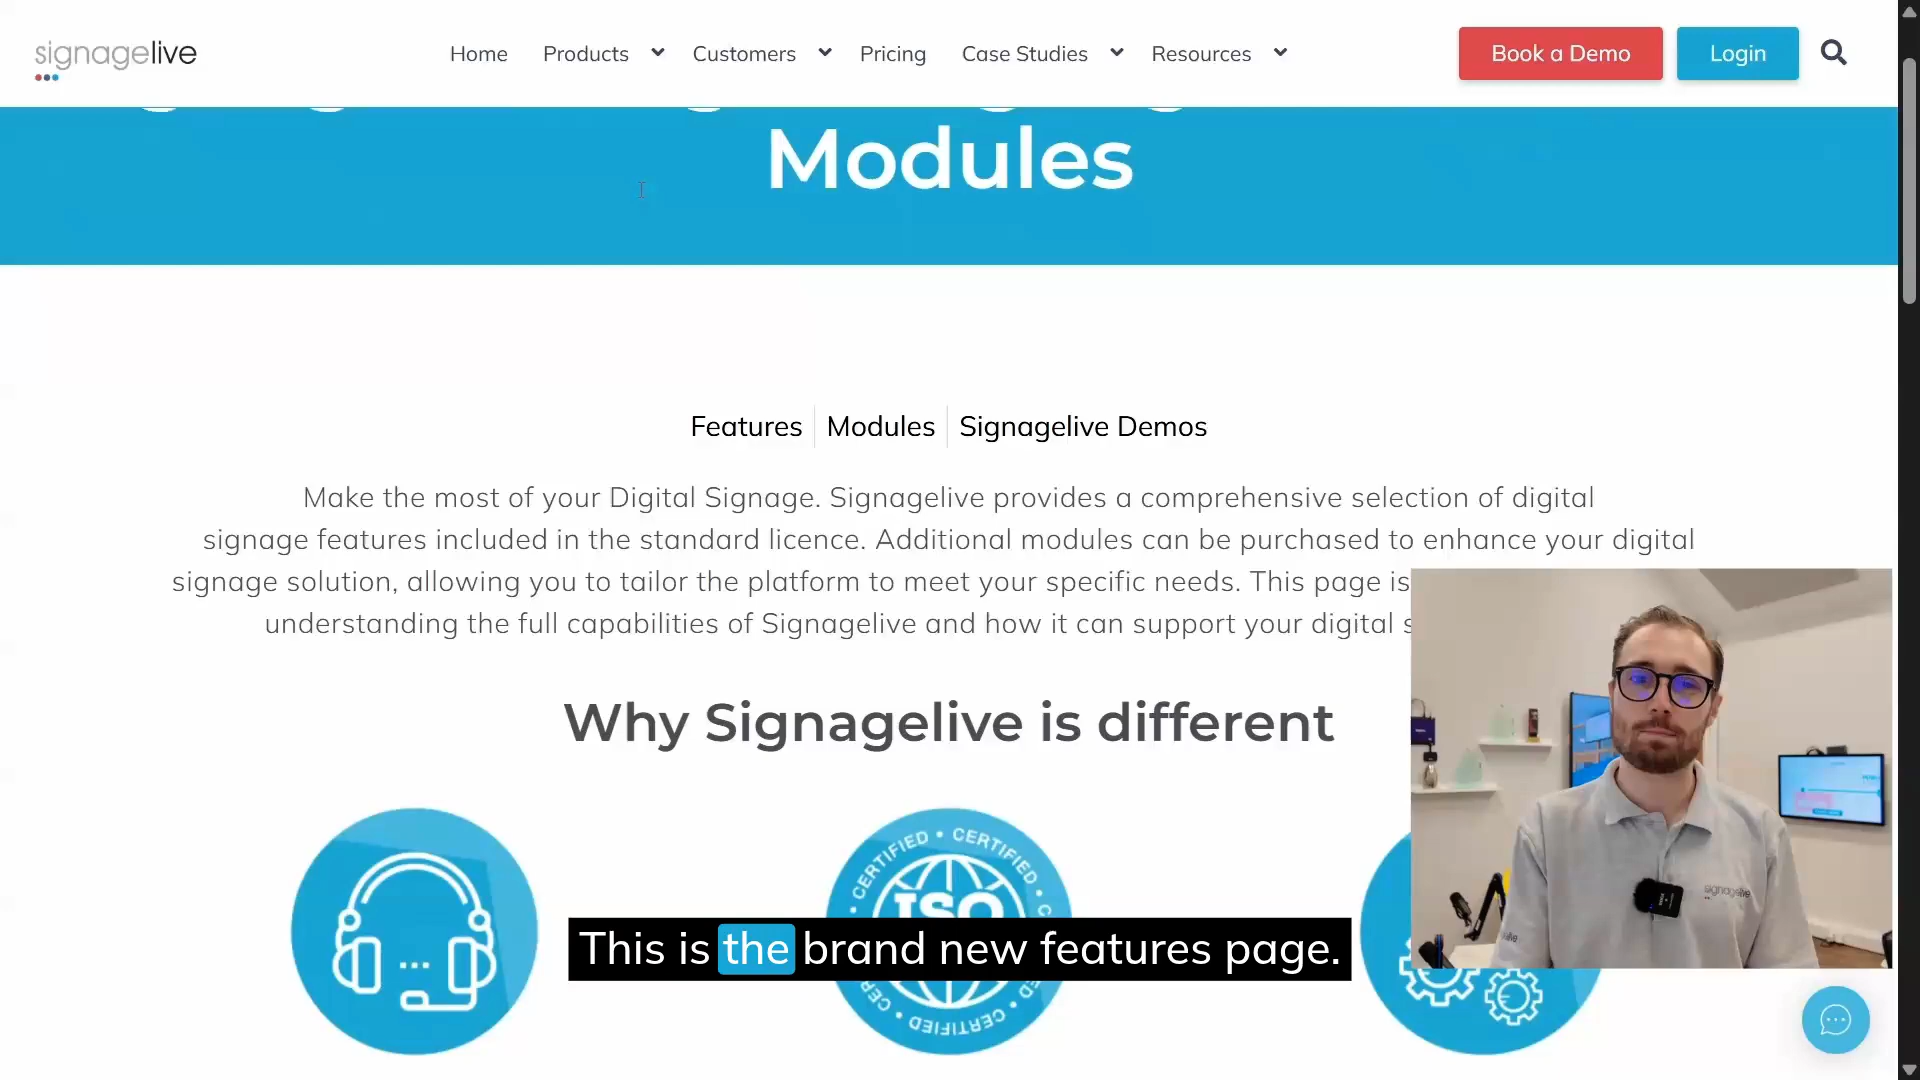 signagelive
Home Products Customers Pricing Case Studies Resources Book a Demo Login
Modules
Features Modules Signagelive Demos
Make the most of your Digital Signage. Signagelive provides a comprehensive selection of digital
signage features included in the standard licence. Additional modules can be purchased to enhance your digital
signage solution, allowing you to tailor the platform to meet your specific needs. This page is
understanding the full capabilities of Signagelive and how it can support your digital s
Why Signagelive is different
CERTIFIED • CERTIFIED
ISO
CERTIFIED
This is the brand new features page.
signagelive